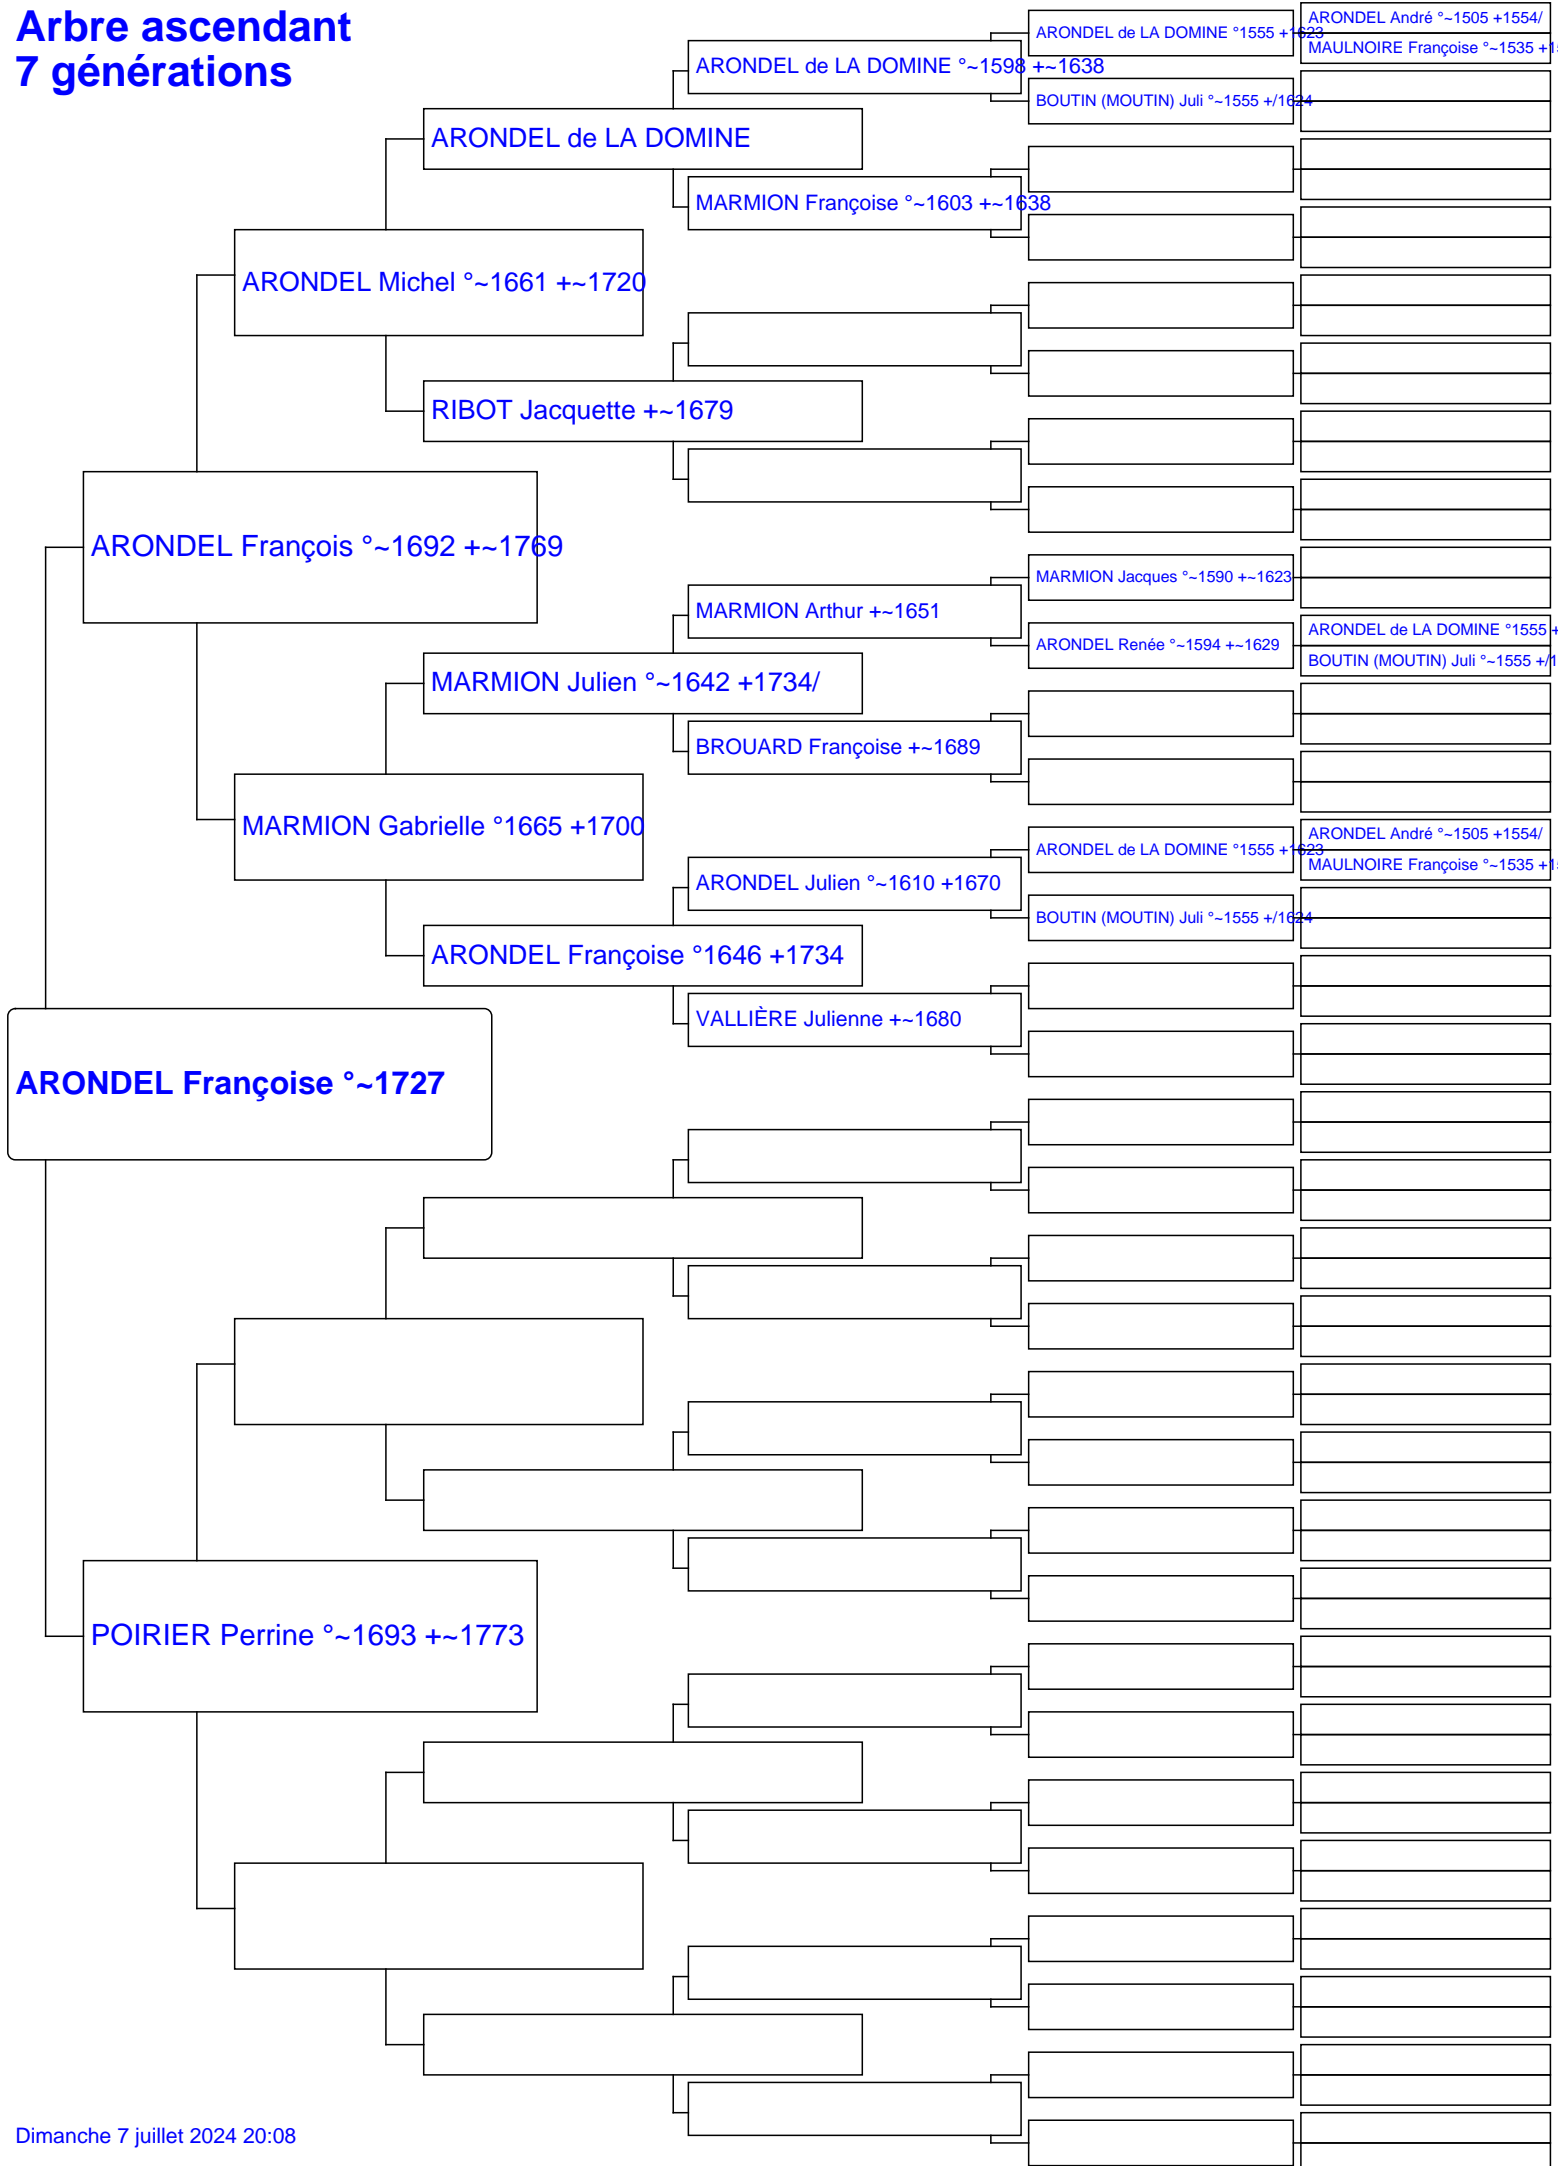 Arbre ascendant
7 générations
ARONDEL de LA DOMINE °1555 +1623
ARONDEL André °~1505 +1554/
MAULNOIRE Françoise °~1535 +15
ARONDEL de LA DOMINE °~1598 +~1638
BOUTIN (MOUTIN) Juli °~1555 +/1624
ARONDEL de LA DOMINE
MARMION Françoise °~1603 +~1638
ARONDEL Michel °~1661 +~1720
RIBOT Jacquette +~1679
ARONDEL François °~1692 +~1769
MARMION Jacques °~1590 +~1623
MARMION Arthur +~1651
ARONDEL Renée °~1594 +~1629
ARONDEL de LA DOMINE °1555 +
BOUTIN (MOUTIN) Juli °~1555 +/1
MARMION Julien °~1642 +1734/
BROUARD Françoise +~1689
MARMION Gabrielle °1665 +1700
ARONDEL de LA DOMINE °1555 +1623
ARONDEL André °~1505 +1554/
MAULNOIRE Françoise °~1535 +15
ARONDEL Julien °~1610 +1670
BOUTIN (MOUTIN) Juli °~1555 +/1624
ARONDEL Françoise °1646 +1734
VALLIÈRE Julienne +~1680
ARONDEL Françoise °~1727
POIRIER Perrine °~1693 +~1773
Dimanche 7 juillet 2024 20:08